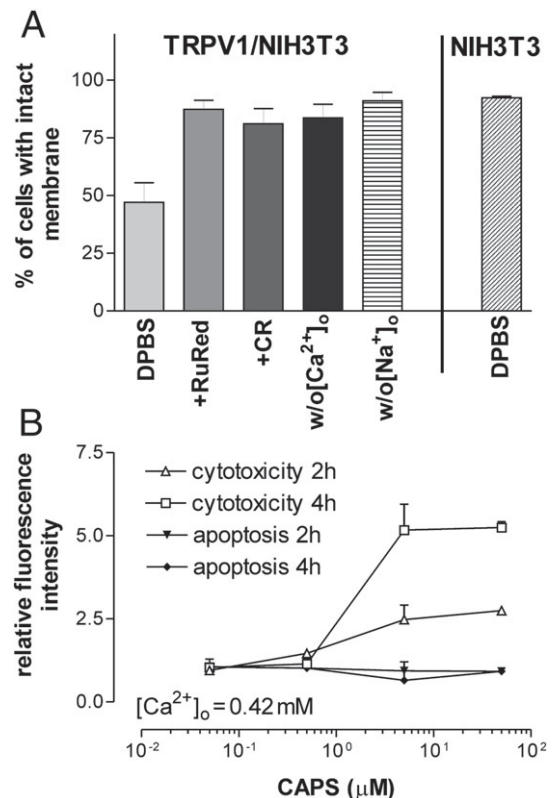 A
TRPV1/NIH3T3
NIH3T3
% of cells with intact
membrane
100
75
50
25
0
DPBS
+RuRed
+CR
w/o[Ca²⁺]ₒ
w/o[Na⁺]ₒ
DPBS
B
relative fluorescence
intensity
7.5
5.0
2.5
0.0
cytotoxicity 2h
cytotoxicity 4h
apoptosis 2h
apoptosis 4h
[Ca²⁺]ₒ=0.42mM
10⁻² 10⁻¹ 10⁰ 10¹ 10²
CAPS (μM)